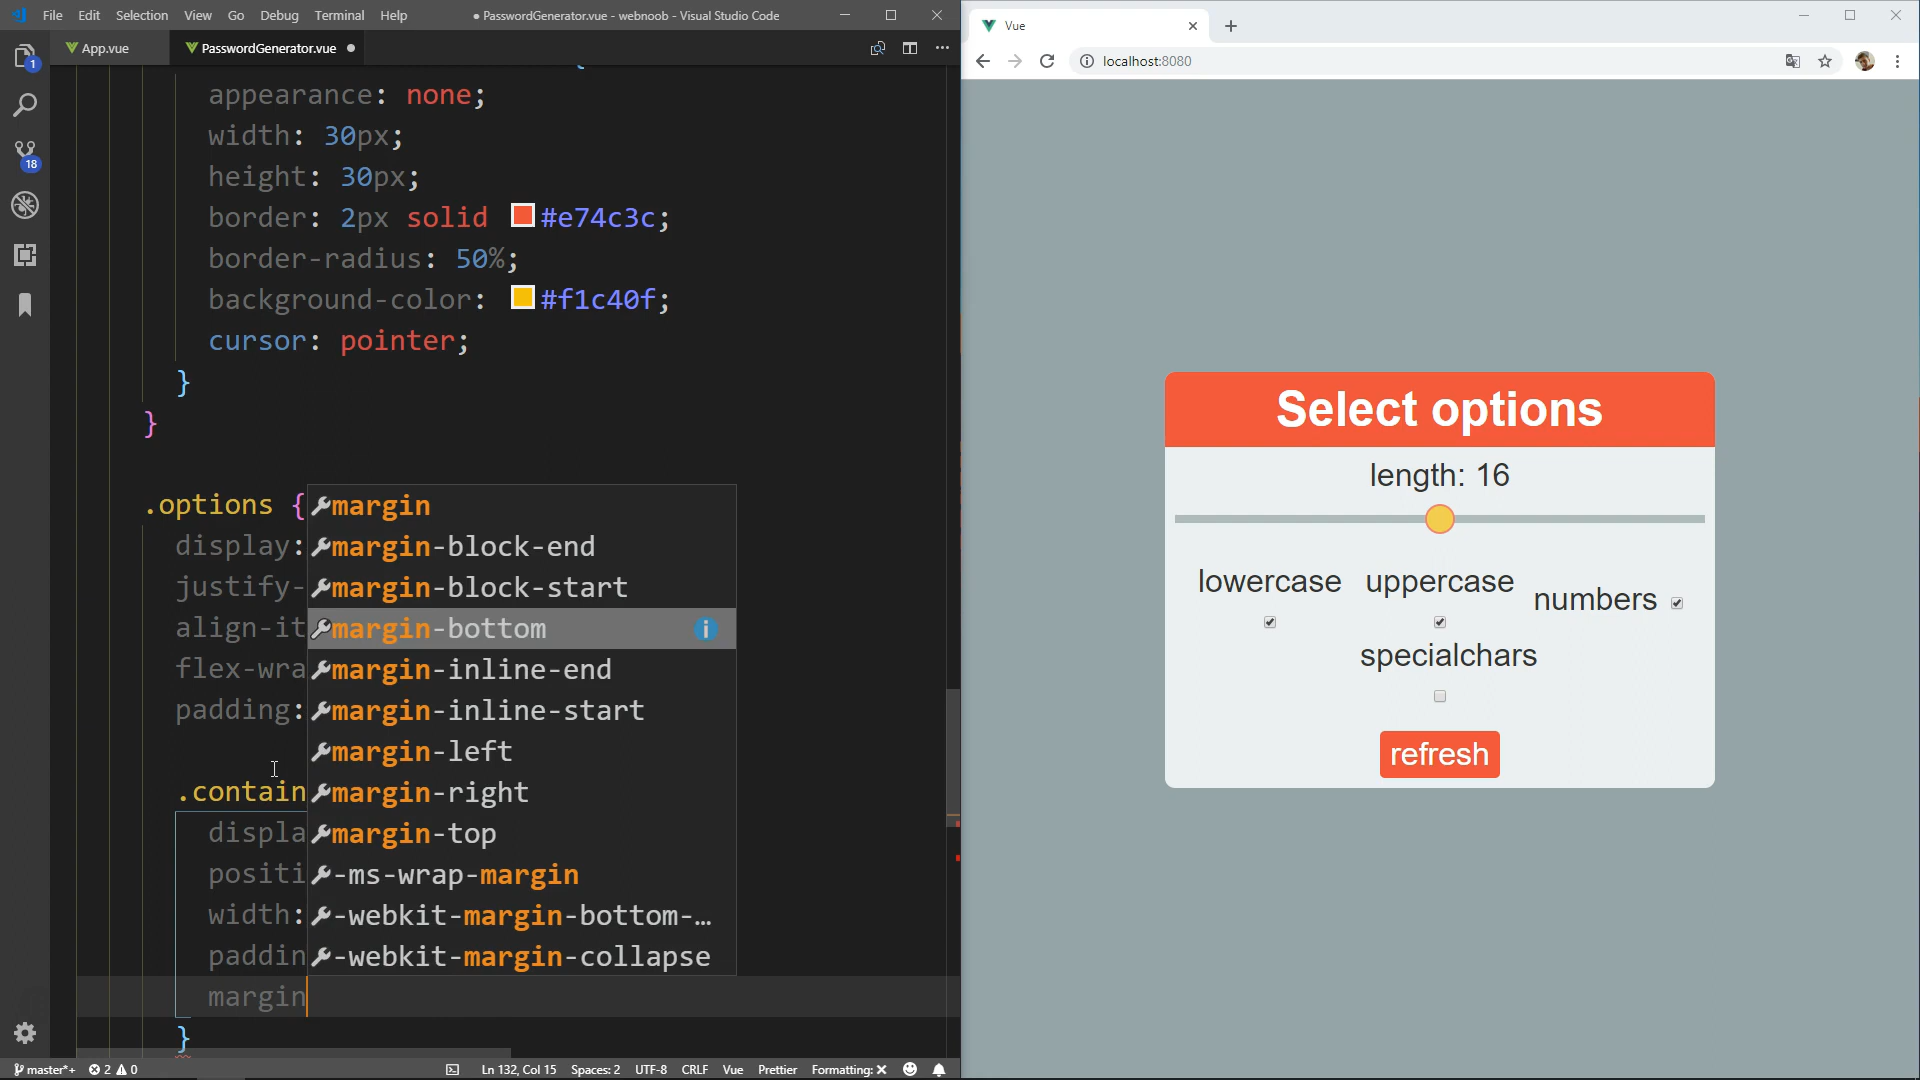 File Edit Selection View Go Debug Terminal Help
● PasswordGenerator.vue - webnoob - Visual Studio Code
App.vue
PasswordGenerator.vue ●
1
18
appearance: none;
width: 30px;
height: 30px;
border: 2px solid #e74c3c;
border-radius: 50%;
background-color: #f1c40f;
cursor: pointer;
}
}
.options {
display:
justify-
align-it
flex-wra
padding:
.contain
displa
positi
width:
paddin
margin
}
margin
margin-block-end
margin-block-start
margin-bottom
margin-inline-end
margin-inline-start
margin-left
margin-right
margin-top
-ms-wrap-margin
-webkit-margin-bottom-…
-webkit-margin-collapse
master*+ 2 0
Ln 132, Col 15 Spaces: 2 UTF-8 CRLF Vue Prettier Formatting: ✕
Vue
localhost:8080
Select options
length: 16
lowercase
uppercase
numbers
specialchars
refresh